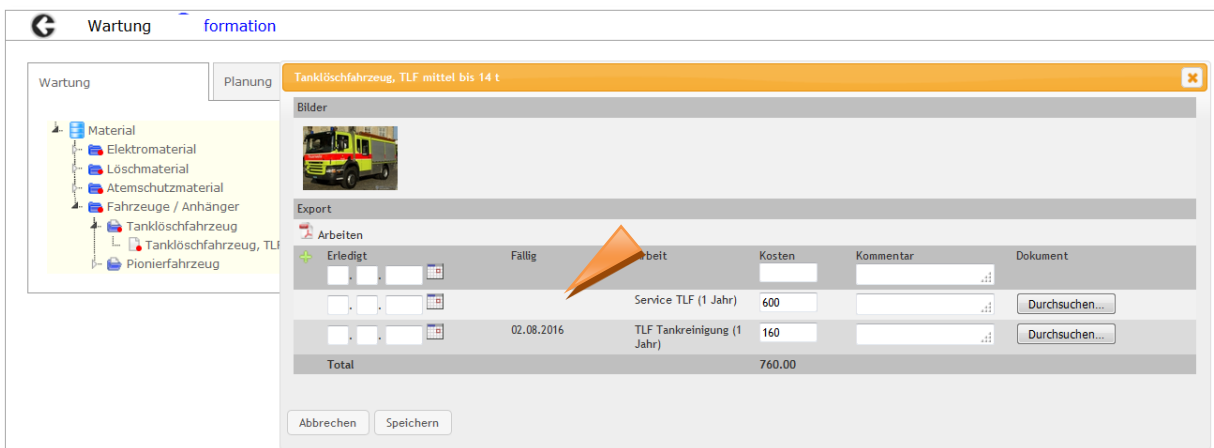 Wartung formation
Wartung Planung
Tanklöschfahrzeug, TLF mittel bis 14 t
Bilder
Material
Elektromaterial
Löschmaterial
Atemschutzmaterial
Fahrzeuge / Anhänger
Tanklöschfahrzeug
Tanklöschfahrzeug, TLF
Pionierfahrzeug
Export
Arbeiten
Erledigt Fällig Kosten Kommentar Dokument
Service TLF (1 Jahr) 600 Durchsuchen...
02.08.2016 TLF Tankreinigung (1 160 Durchsuchen...
Jahr)
Total 760.00
Abbrechen Speichern